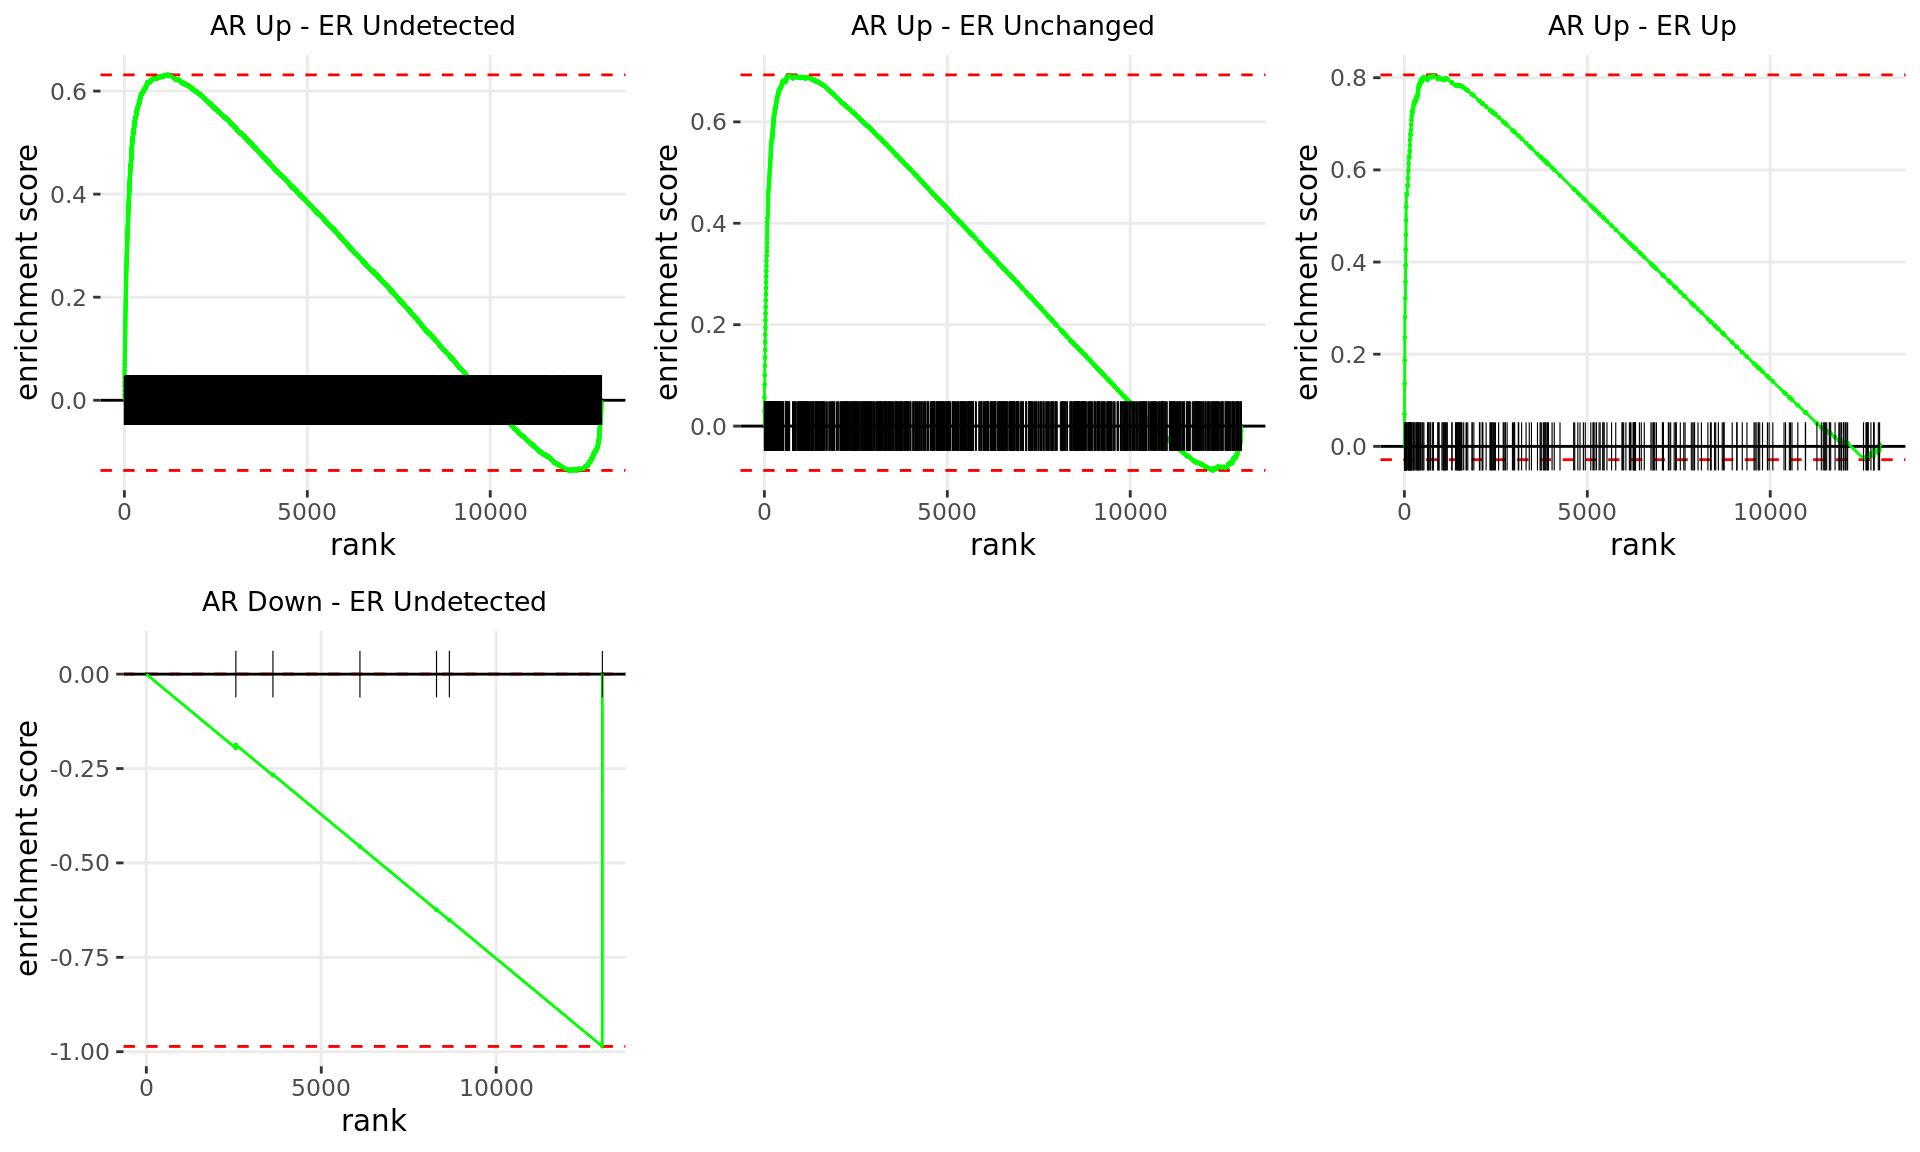 AR Up - ER Undetected
AR Up - ER Unchanged
AR Up - ER Up
enrichment score
0.6
0.4
0.2
0.0
0
5000
10000
rank
enrichment score
0.6
0.4
0.2
0.0
0
5000
10000
rank
enrichment score
0.8
0.6
0.4
0.2
0.0
0
5000
10000
rank
AR Down - ER Undetected
enrichment score
0.00
-0.25
-0.50
-0.75
-1.00
0
5000
10000
rank